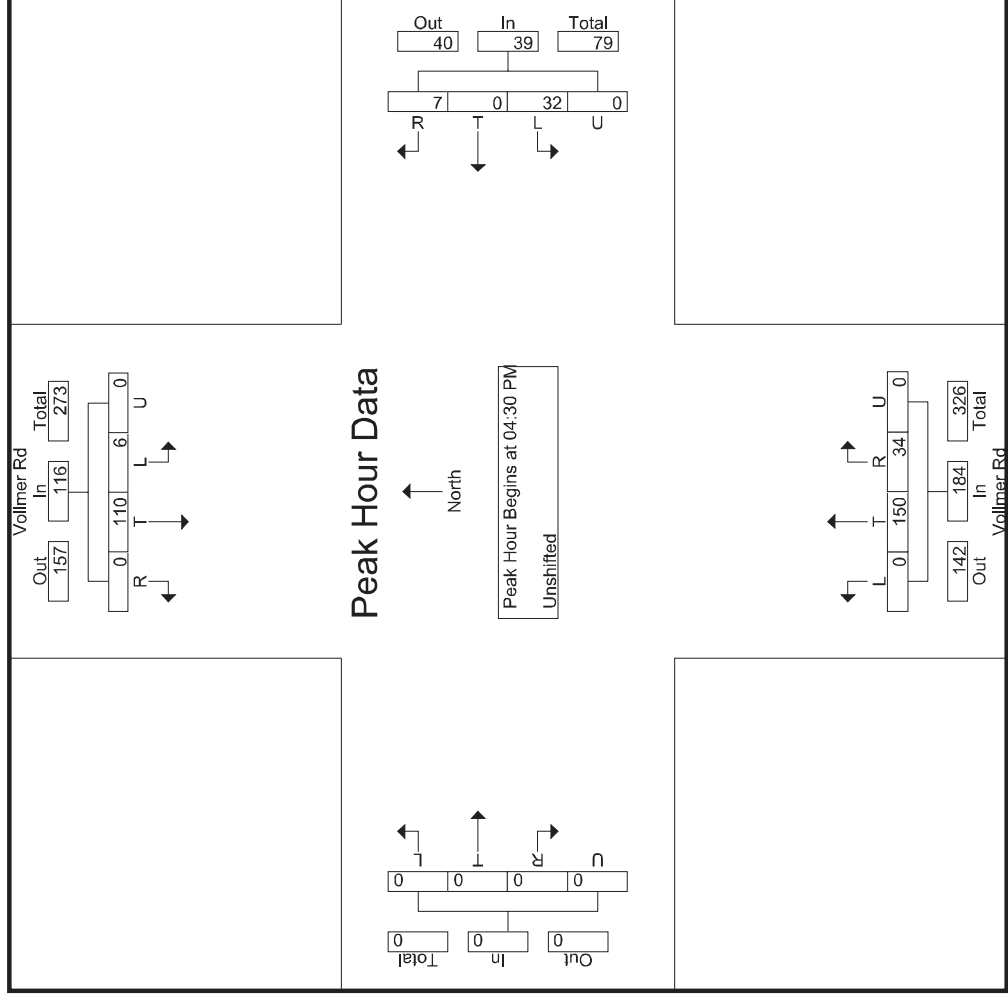 Out In Total
40 39 79
7 0 32 0
R T L U
Vollmer Rd
Out In Total
157 116 273
0 110 6 0
R T L U
Peak Hour Data
North
Peak Hour Begins at 04:30 PM
Unshifted
L T R U
0 150 34 0
142 184 326
Out In Total
Vollmer Rd
L T R U
0 0 0 0
0 0 0
Total In Out